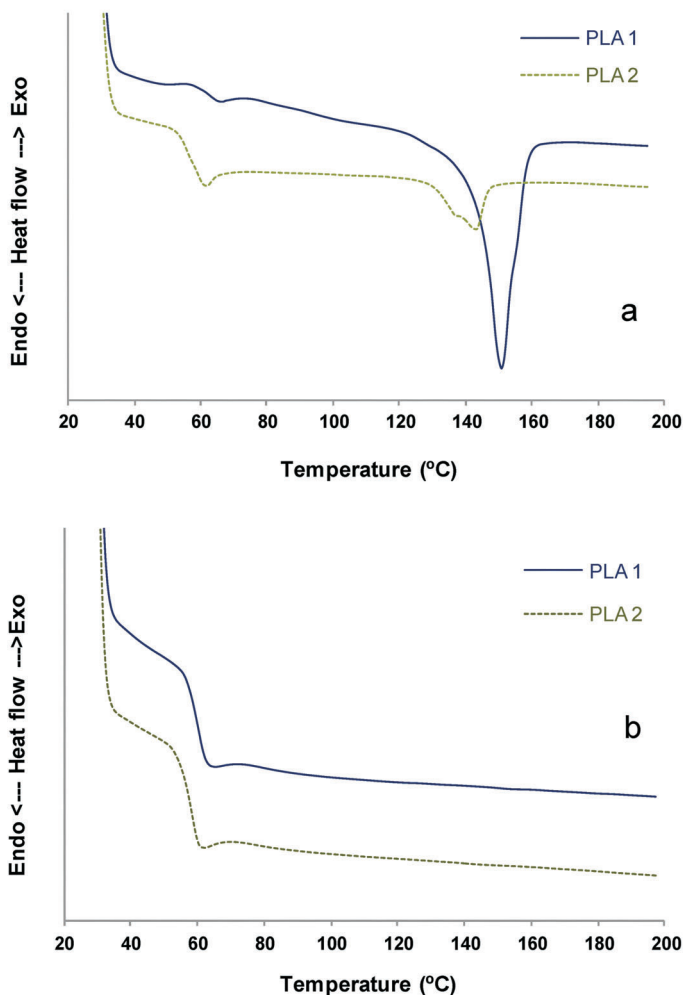 PLA 1
PLA 2
Endo <--- Heat flow ---> Exo
a
20 40 60 80 100 120 140 160 180 200
Temperature (ºC)
PLA 1
PLA 2
Endo <--- Heat flow --->Exo
b
20 40 60 80 100 120 140 160 180 200
Temperature (ºC)